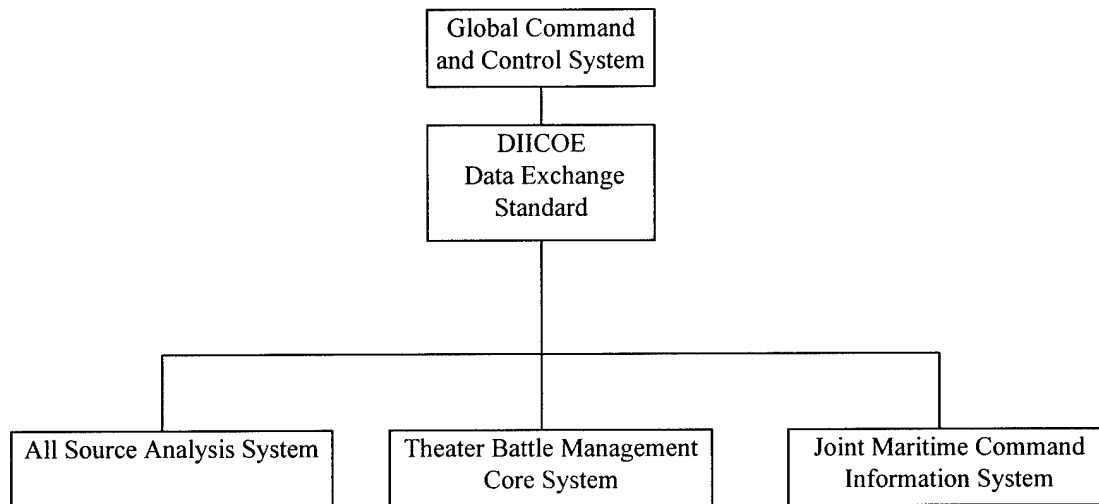 Global Command
and Control System
DIICOE
Data Exchange
Standard
All Source Analysis System
Theater Battle Management
Core System
Joint Maritime Command
Information System